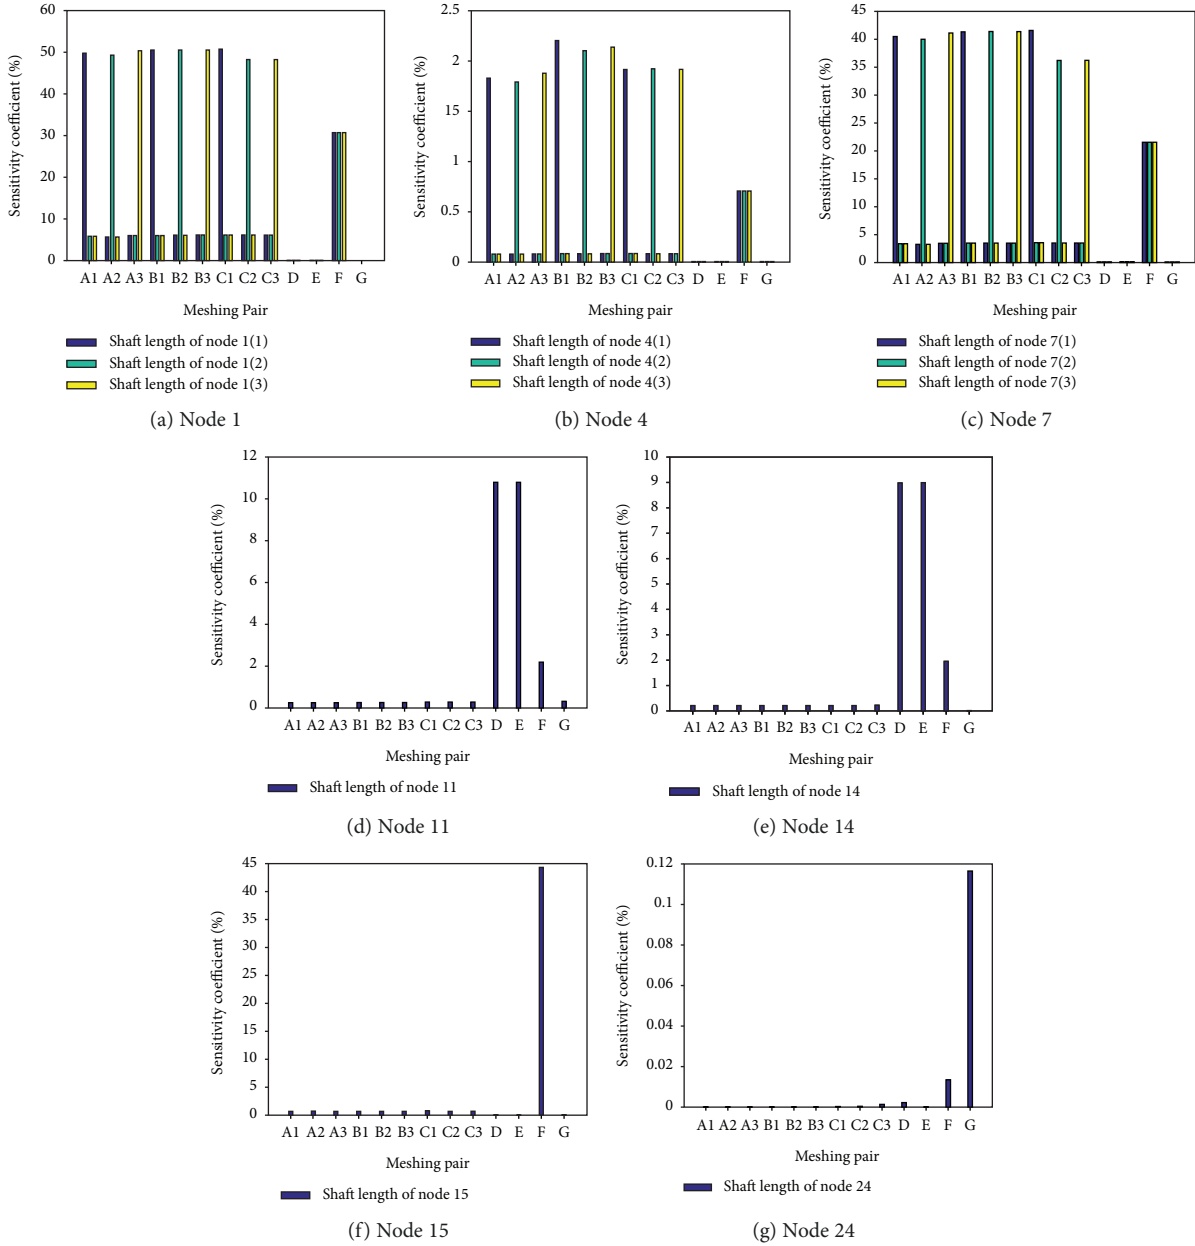 60
50
40
30
20
10
0
Sensitivity coefficient (%)
A1 A2 A3 B1 B2 B3 C1 C2 C3 D E F G
Meshing Pair
Shaft length of node 1(1)
Shaft length of node 1(2)
Shaft length of node 1(3)
(a) Node 1
2.5
2
1.5
1
0.5
0
Sensitivity coefficient (%)
A1 A2 A3 B1 B2 B3 C1 C2 C3 D E F G
Meshing pair
Shaft length of node 4(1)
Shaft length of node 4(2)
Shaft length of node 4(3)
(b) Node 4
45
40
35
30
25
20
15
10
5
0
Sensitivity coefficient (%)
A1 A2 A3 B1 B2 B3 C1 C2 C3 D E F G
Meshing pair
Shaft length of node 7(1)
Shaft length of node 7(2)
Shaft length of node 7(3)
(c) Node 7
12
10
8
6
4
2
0
Sensitivity coefficient (%)
A1 A2 A3 B1 B2 B3 C1 C2 C3 D E F G
Meshing pair
Shaft length of node 11
(d) Node 11
10
9
8
7
6
5
4
3
2
1
0
Sensitivity coefficient (%)
A1 A2 A3 B1 B2 B3 C1 C2 C3 D E F G
Meshing pair
Shaft length of node 14
(e) Node 14
45
40
35
30
25
20
15
10
5
0
Sensitivity coefficient (%)
A1 A2 A3 B1 B2 B3 C1 C2 C3 D E F G
Meshing pair
Shaft length of node 15
(f) Node 15
0.12
0.1
0.08
0.06
0.04
0.02
0
Sensitivity coefficient (%)
A1 A2 A3 B1 B2 B3 C1 C2 C3 D E F G
Meshing pair
Shaft length of node 24
(g) Node 24